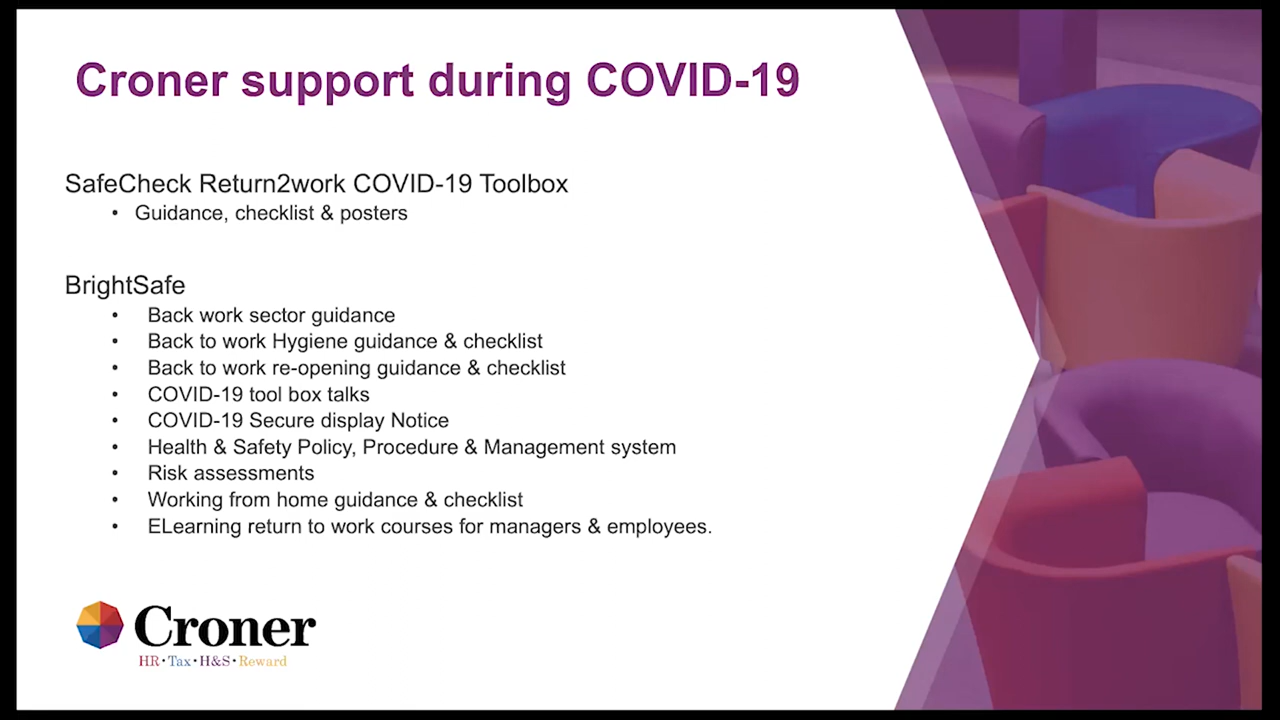 Croner support during COVID-19
SafeCheck Return2work COVID-19 Toolbox
• Guidance, checklist & posters
BrightSafe
• Back work sector guidance
• Back to work Hygiene guidance & checklist
• Back to work re-opening guidance & checklist
• COVID-19 tool box talks
• COVID-19 Secure display Notice
• Health & Safety Policy, Procedure & Management system
• Risk assessments
• Working from home guidance & checklist
• ELearning return to work courses for managers & employees.
Croner
HR • Tax • H&S • Reward